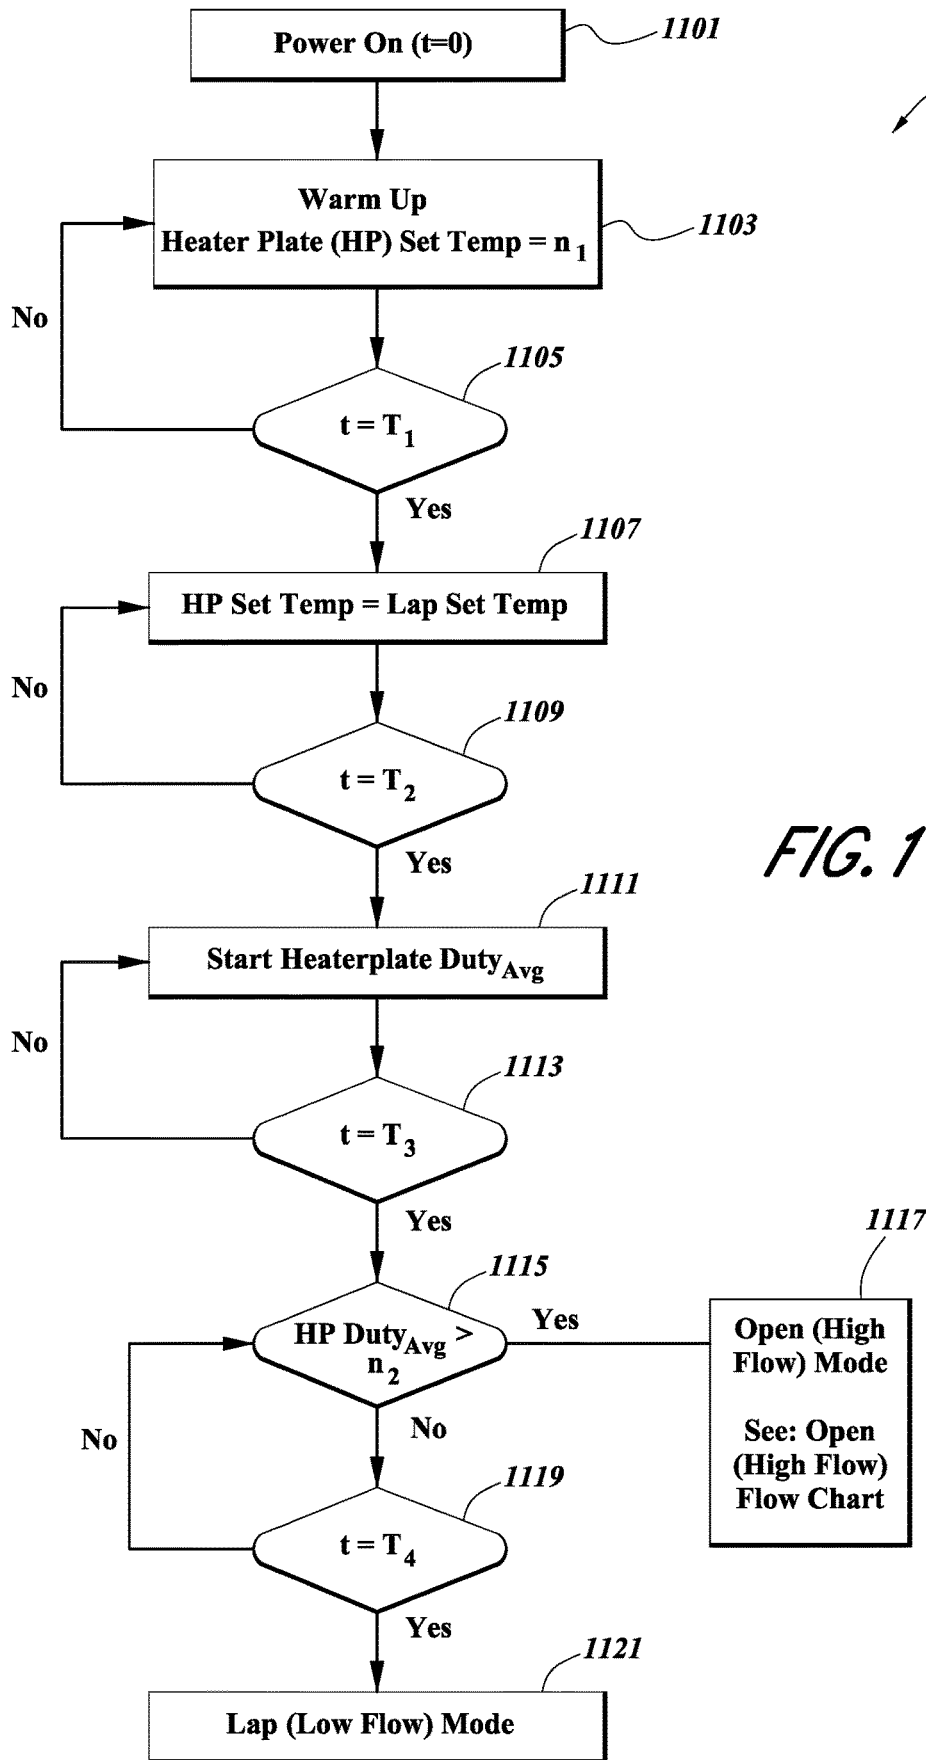 Power On (t=0)
1101
Warm Up
Heater Plate (HP) Set Temp = n1
1103
No
1105
t = T1
Yes
1107
HP Set Temp = Lap Set Temp
No
1109
t = T2
Yes
FIG. 1
1111
Start Heaterplate DutyAvg
No
1113
t = T3
Yes
1117
1115
HP DutyAvg >
n2
Yes
Open (High
Flow) Mode
See: Open
(High Flow)
Flow Chart
No
No
1119
t = T4
Yes
1121
Lap (Low Flow) Mode